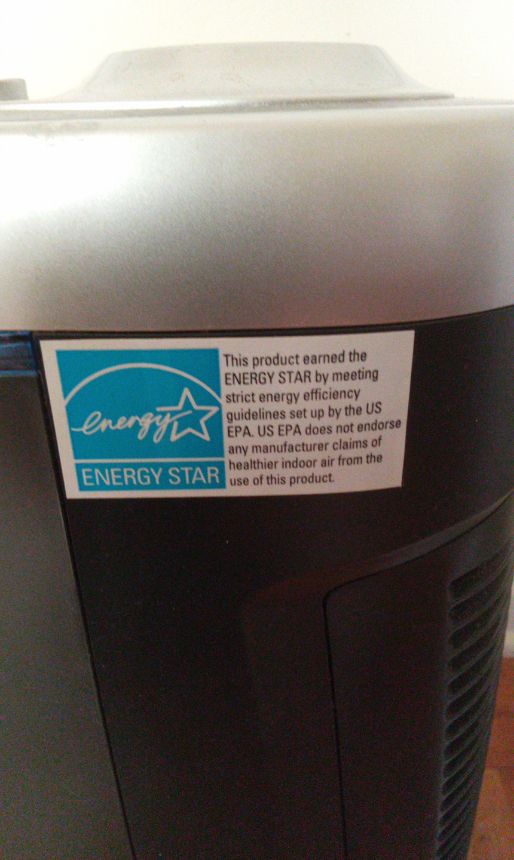 energy
ENERGY STAR
This product earned the
ENERGY STAR by meeting
strict energy efficiency
guidelines set up by the US
EPA. US EPA does not endorse
any manufacturer claims of
healthier indoor air from the
use of this product.